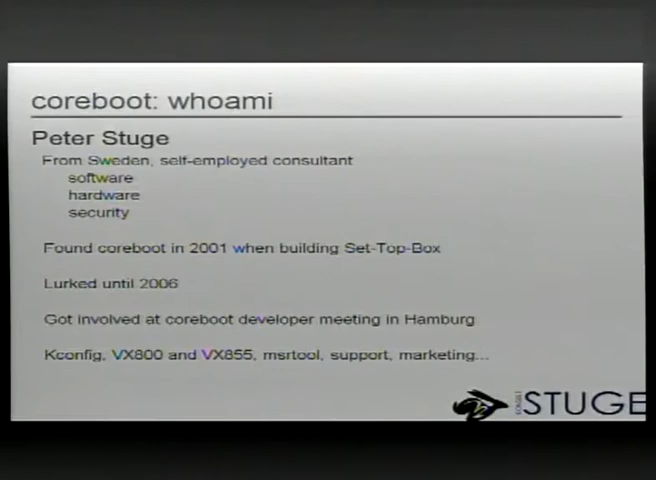 coreboot: whoami
Peter Stuge
From Sweden, self-employed consultant
software
hardware
security
Found coreboot in 2001 when building Set-Top-Box
Lurked until 2006
Got involved at coreboot developer meeting in Hamburg
Kconfig, VX800 and VX855, msrtool, support, marketing...
STUGE